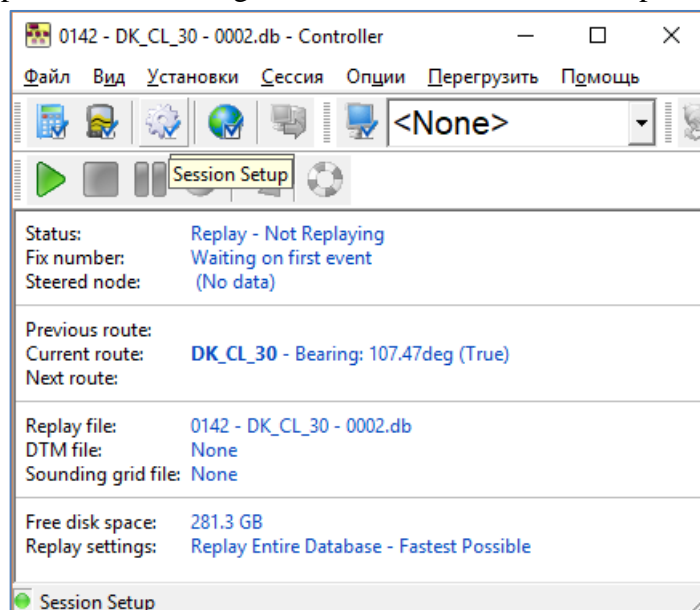 0142 - DK_CL_30 - 0002.db - Controller
Файл Вид Установки Сессия Опции Перегрузить Помощь
<None>
Session Setup
Status: Replay - Not Replaying
Fix number: Waiting on first event
Steered node: (No data)
Previous route:
Current route: DK_CL_30 - Bearing: 107.47deg (True)
Next route:
Replay file: 0142 - DK_CL_30 - 0002.db
DTM file: None
Sounding grid file: None
Free disk space: 281.3 GB
Replay settings: Replay Entire Database - Fastest Possible
Session Setup